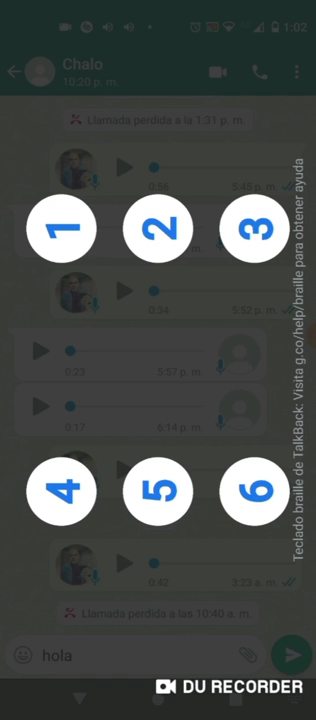 1:02
Chalo
10:20 p. m.
Llamada perdida a la 1:31 p. m.
0:56
5:45 p. m.
1
2
3
0:34
5:52 p. m.
0:23
5:57 p. m.
0:17
6:14 p. m.
4
5
6
0:42
3:23 a. m.
Llamada perdida a las 10:40 a. m.
hola
Teclado braille de TalkBack: Visita g.co/help/braille para obtener ayuda
DU RECORDER